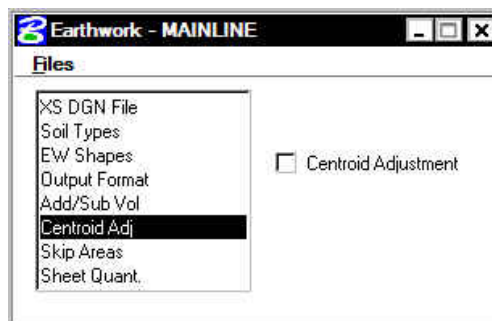 Earthwork - MAINLINE
Files
XS DGN File
Soil Types
EW Shapes
Output Format
Add/Sub Vol
Centroid Adj
Skip Areas
Sheet Quant.
Centroid Adjustment